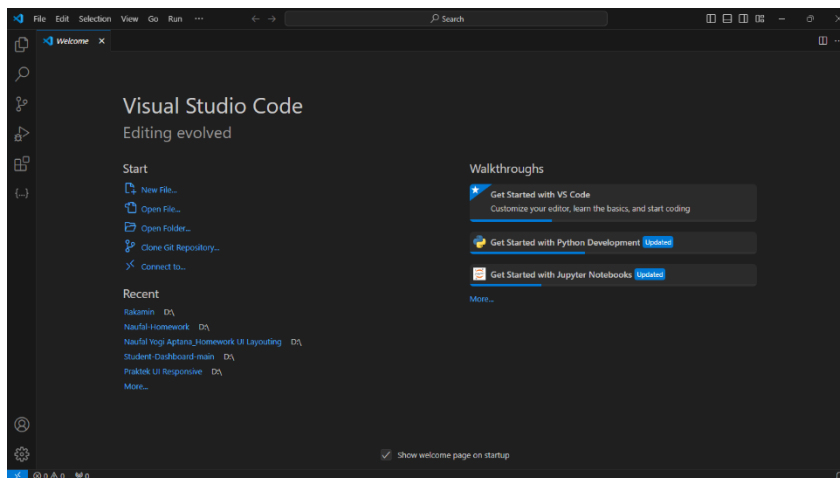 File Edit Selection View Go Run ··· Search
Welcome
Visual Studio Code
Editing evolved
Start
New File...
Open File...
Open Folder...
Clone Git Repository...
Connect to...
Recent
Rakamin D:\
Naufal-Homework D:\
Naufal Yogi Aptana_Homework UI Layouting D:\
Student-Dashboard-main D:\
Praktek UI Responsive D:\
More...
Walkthroughs
Get Started with VS Code
Customize your editor, learn the basics, and start coding
Get Started with Python Development Updated
Get Started with Jupyter Notebooks Updated
More...
Show welcome page on startup
0 0 0